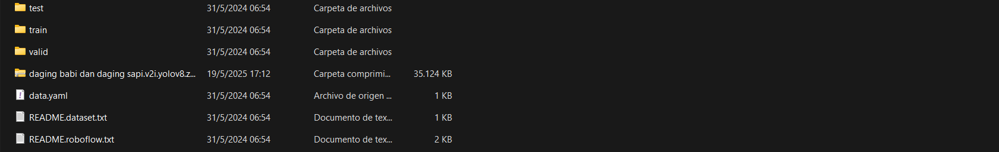 test 31/5/2024 06:54 Carpeta de archivos
train 31/5/2024 06:54 Carpeta de archivos
valid 31/5/2024 06:54 Carpeta de archivos
daging babi dan daging sapi.v2i.yolov8.z... 19/5/2025 17:12 Carpeta comprimi... 35.124 KB
data.yaml 31/5/2024 06:54 Archivo de origen ... 1 KB
README.dataset.txt 31/5/2024 06:54 Documento de tex... 1 KB
README.roboflow.txt 31/5/2024 06:54 Documento de tex... 2 KB